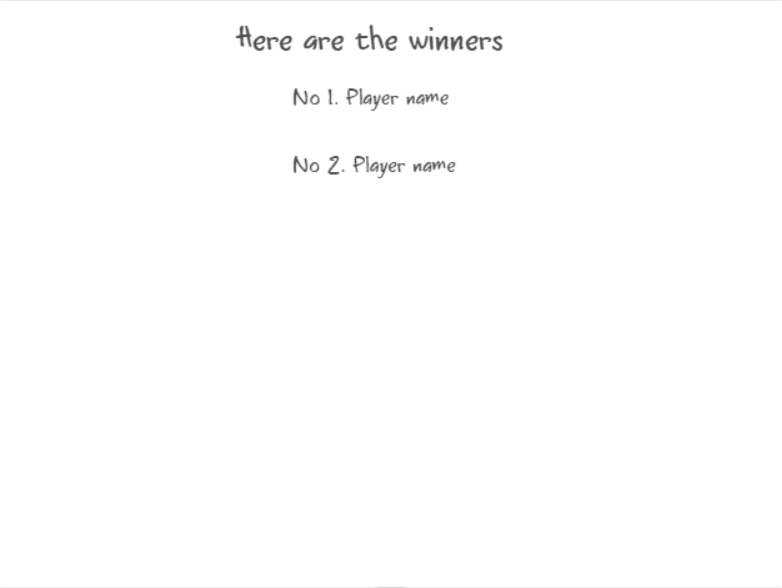 Here are the winners
No 1. Player name
No 2. Player name